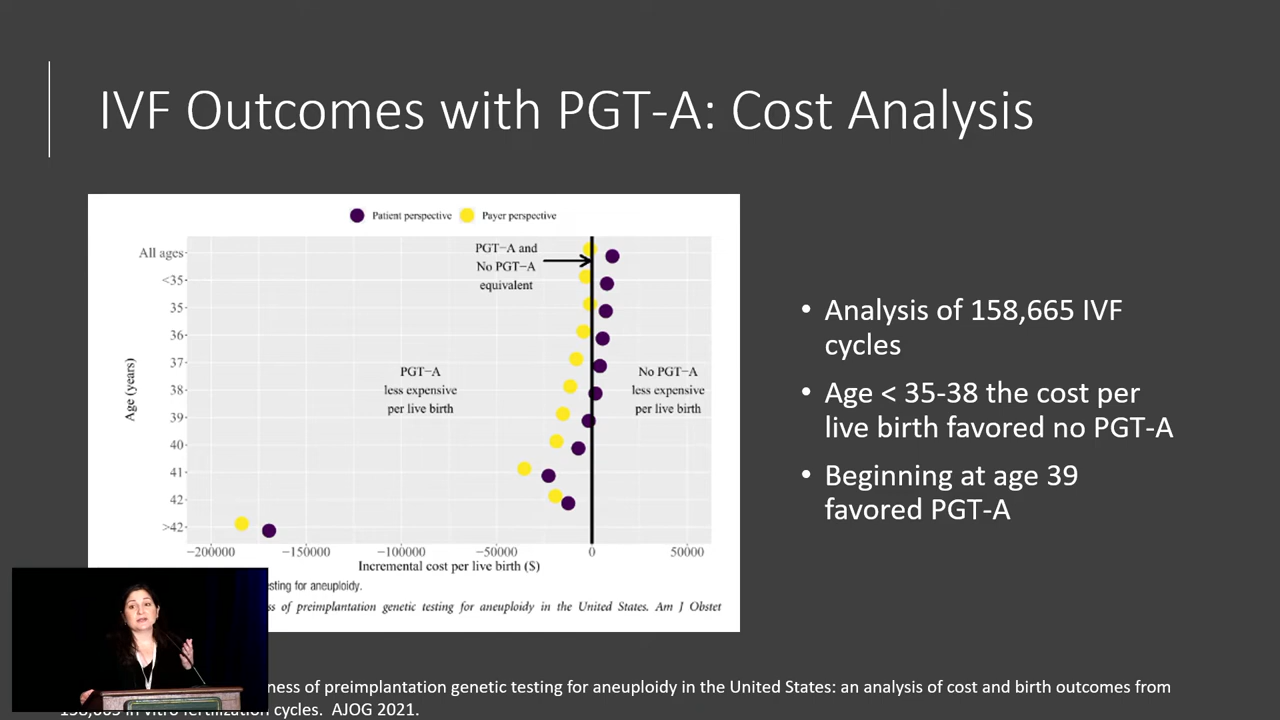 IVF Outcomes with PGT-A: Cost Analysis
Patient perspective Payer perspective
All ages
<35
35
36
37
38
39
40
41
42
>42
Age (years)
PGT−A and
No PGT−A
equivalent
PGT−A
less expensive
per live birth
No PGT−A
less expensive
per live birth
−200000 −150000 −100000 −50000 0 50000
Incremental cost per live birth ($)
sting for aneuploidy.
ss of preimplantation genetic testing for aneuploidy in the United States. Am J Obstet
• Analysis of 158,665 IVF
cycles
• Age < 35-38 the cost per
live birth favored no PGT-A
• Beginning at age 39
favored PGT-A
ness of preimplantation genetic testing for aneuploidy in the United States: an analysis of cost and birth outcomes from
in vitro fertilization cycles. AJOG 2021.